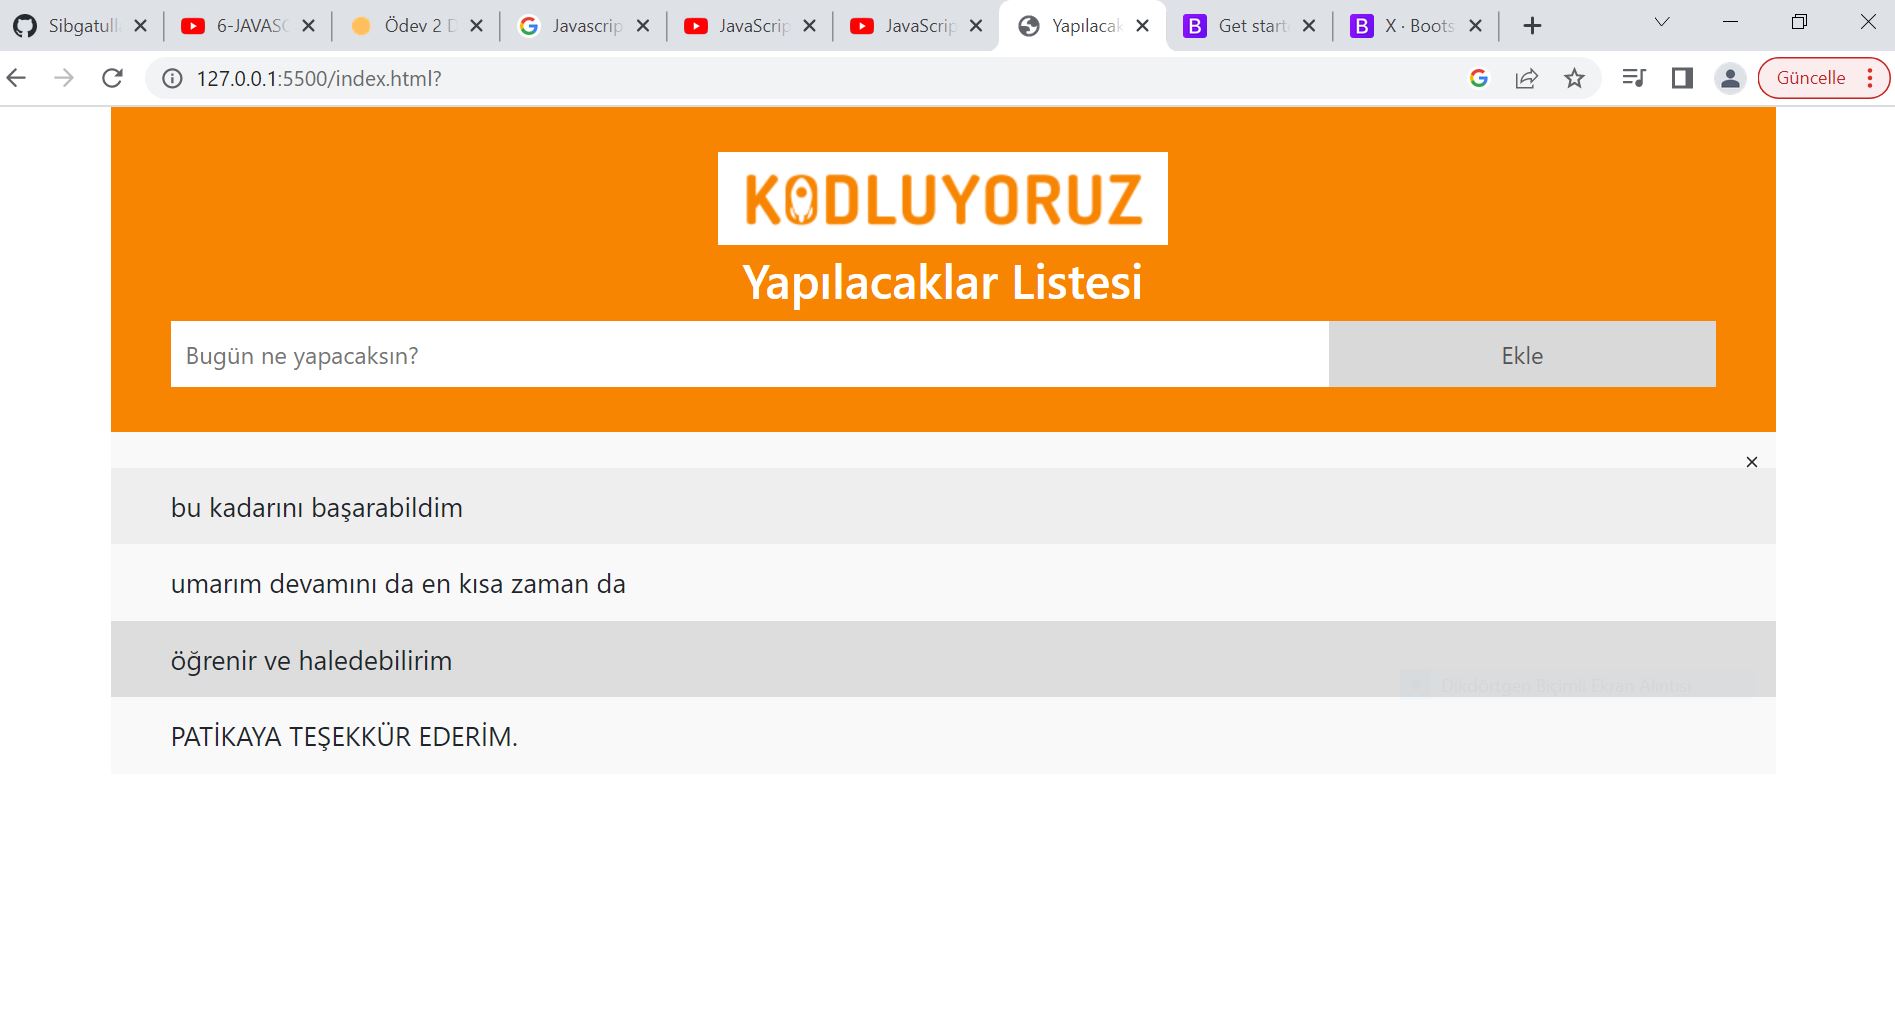 Sibgatull
6-JAVASC
Ödev 2 D
Javascrip
JavaScrip
JavaScrip
Yapılacak
Get starte
X · Boots
127.0.0.1:5500/index.html?
Güncelle
KODLUYORUZ
Yapılacaklar Listesi
Bugün ne yapacaksın?
Ekle
bu kadarını başarabildim
umarım devamını da en kısa zaman da
öğrenir ve haledebilirim
Dikdörtgen Biçimli Ekran Alıntısı
PATİKAYA TEŞEKKÜR EDERİM.